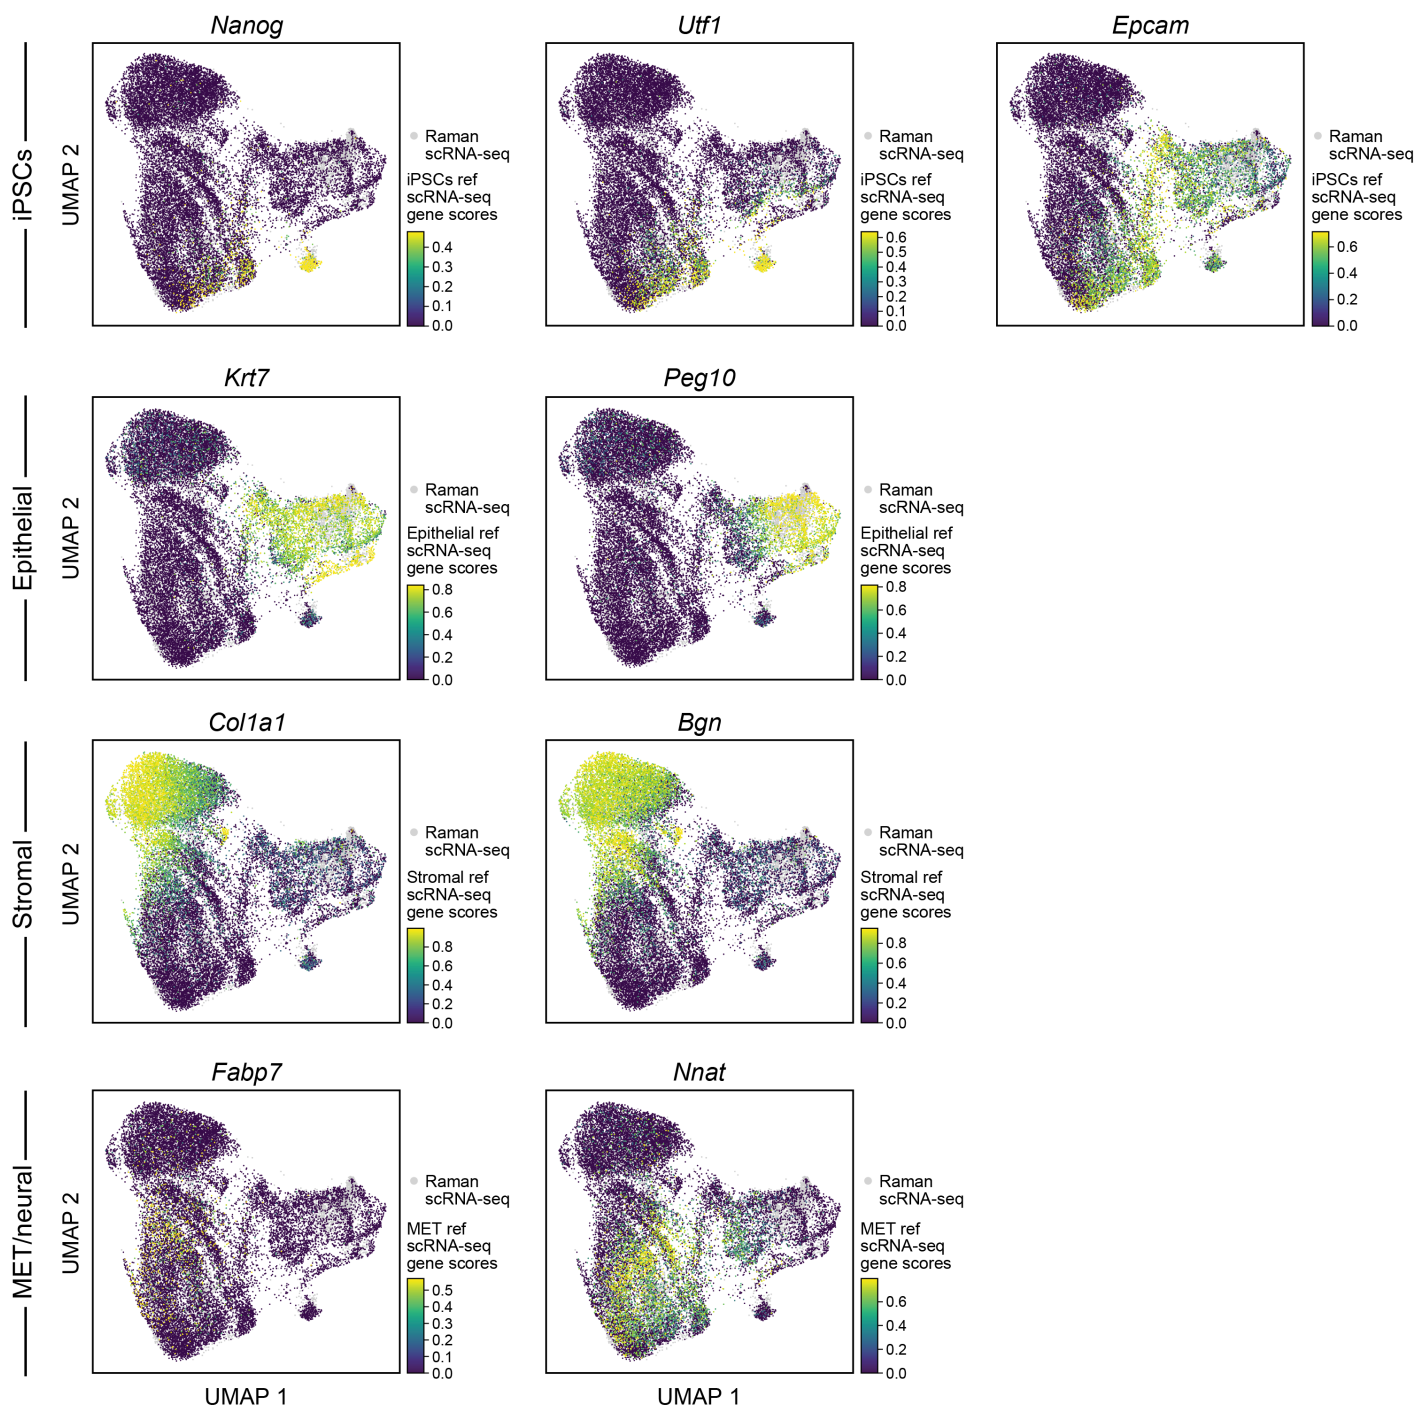 Nanog
Utf1
Epcam
iPSCs
UMAP 2
Raman
scRNA-seq
iPSCs ref
scRNA-seq
gene scores
0.4
0.3
0.2
0.1
0.0
Raman
scRNA-seq
iPSCs ref
scRNA-seq
gene scores
0.6
0.5
0.4
0.3
0.2
0.1
0.0
Raman
scRNA-seq
iPSCs ref
scRNA-seq
gene scores
0.6
0.4
0.2
0.0
Krt7
Peg10
Epithelial
UMAP 2
Raman
scRNA-seq
Epithelial ref
scRNA-seq
gene scores
0.8
0.6
0.4
0.2
0.0
Raman
scRNA-seq
Epithelial ref
scRNA-seq
gene scores
0.8
0.6
0.4
0.2
0.0
Col1a1
Bgn
Stromal
UMAP 2
Raman
scRNA-seq
Stromal ref
scRNA-seq
gene scores
0.8
0.6
0.4
0.2
0.0
Raman
scRNA-seq
Stromal ref
scRNA-seq
gene scores
0.8
0.6
0.4
0.2
0.0
Fabp7
Nnat
MET/neural
UMAP 2
Raman
scRNA-seq
MET ref
scRNA-seq
gene scores
0.5
0.4
0.3
0.2
0.1
0.0
Raman
scRNA-seq
MET ref
scRNA-seq
gene scores
0.6
0.4
0.2
0.0
UMAP 1
UMAP 1